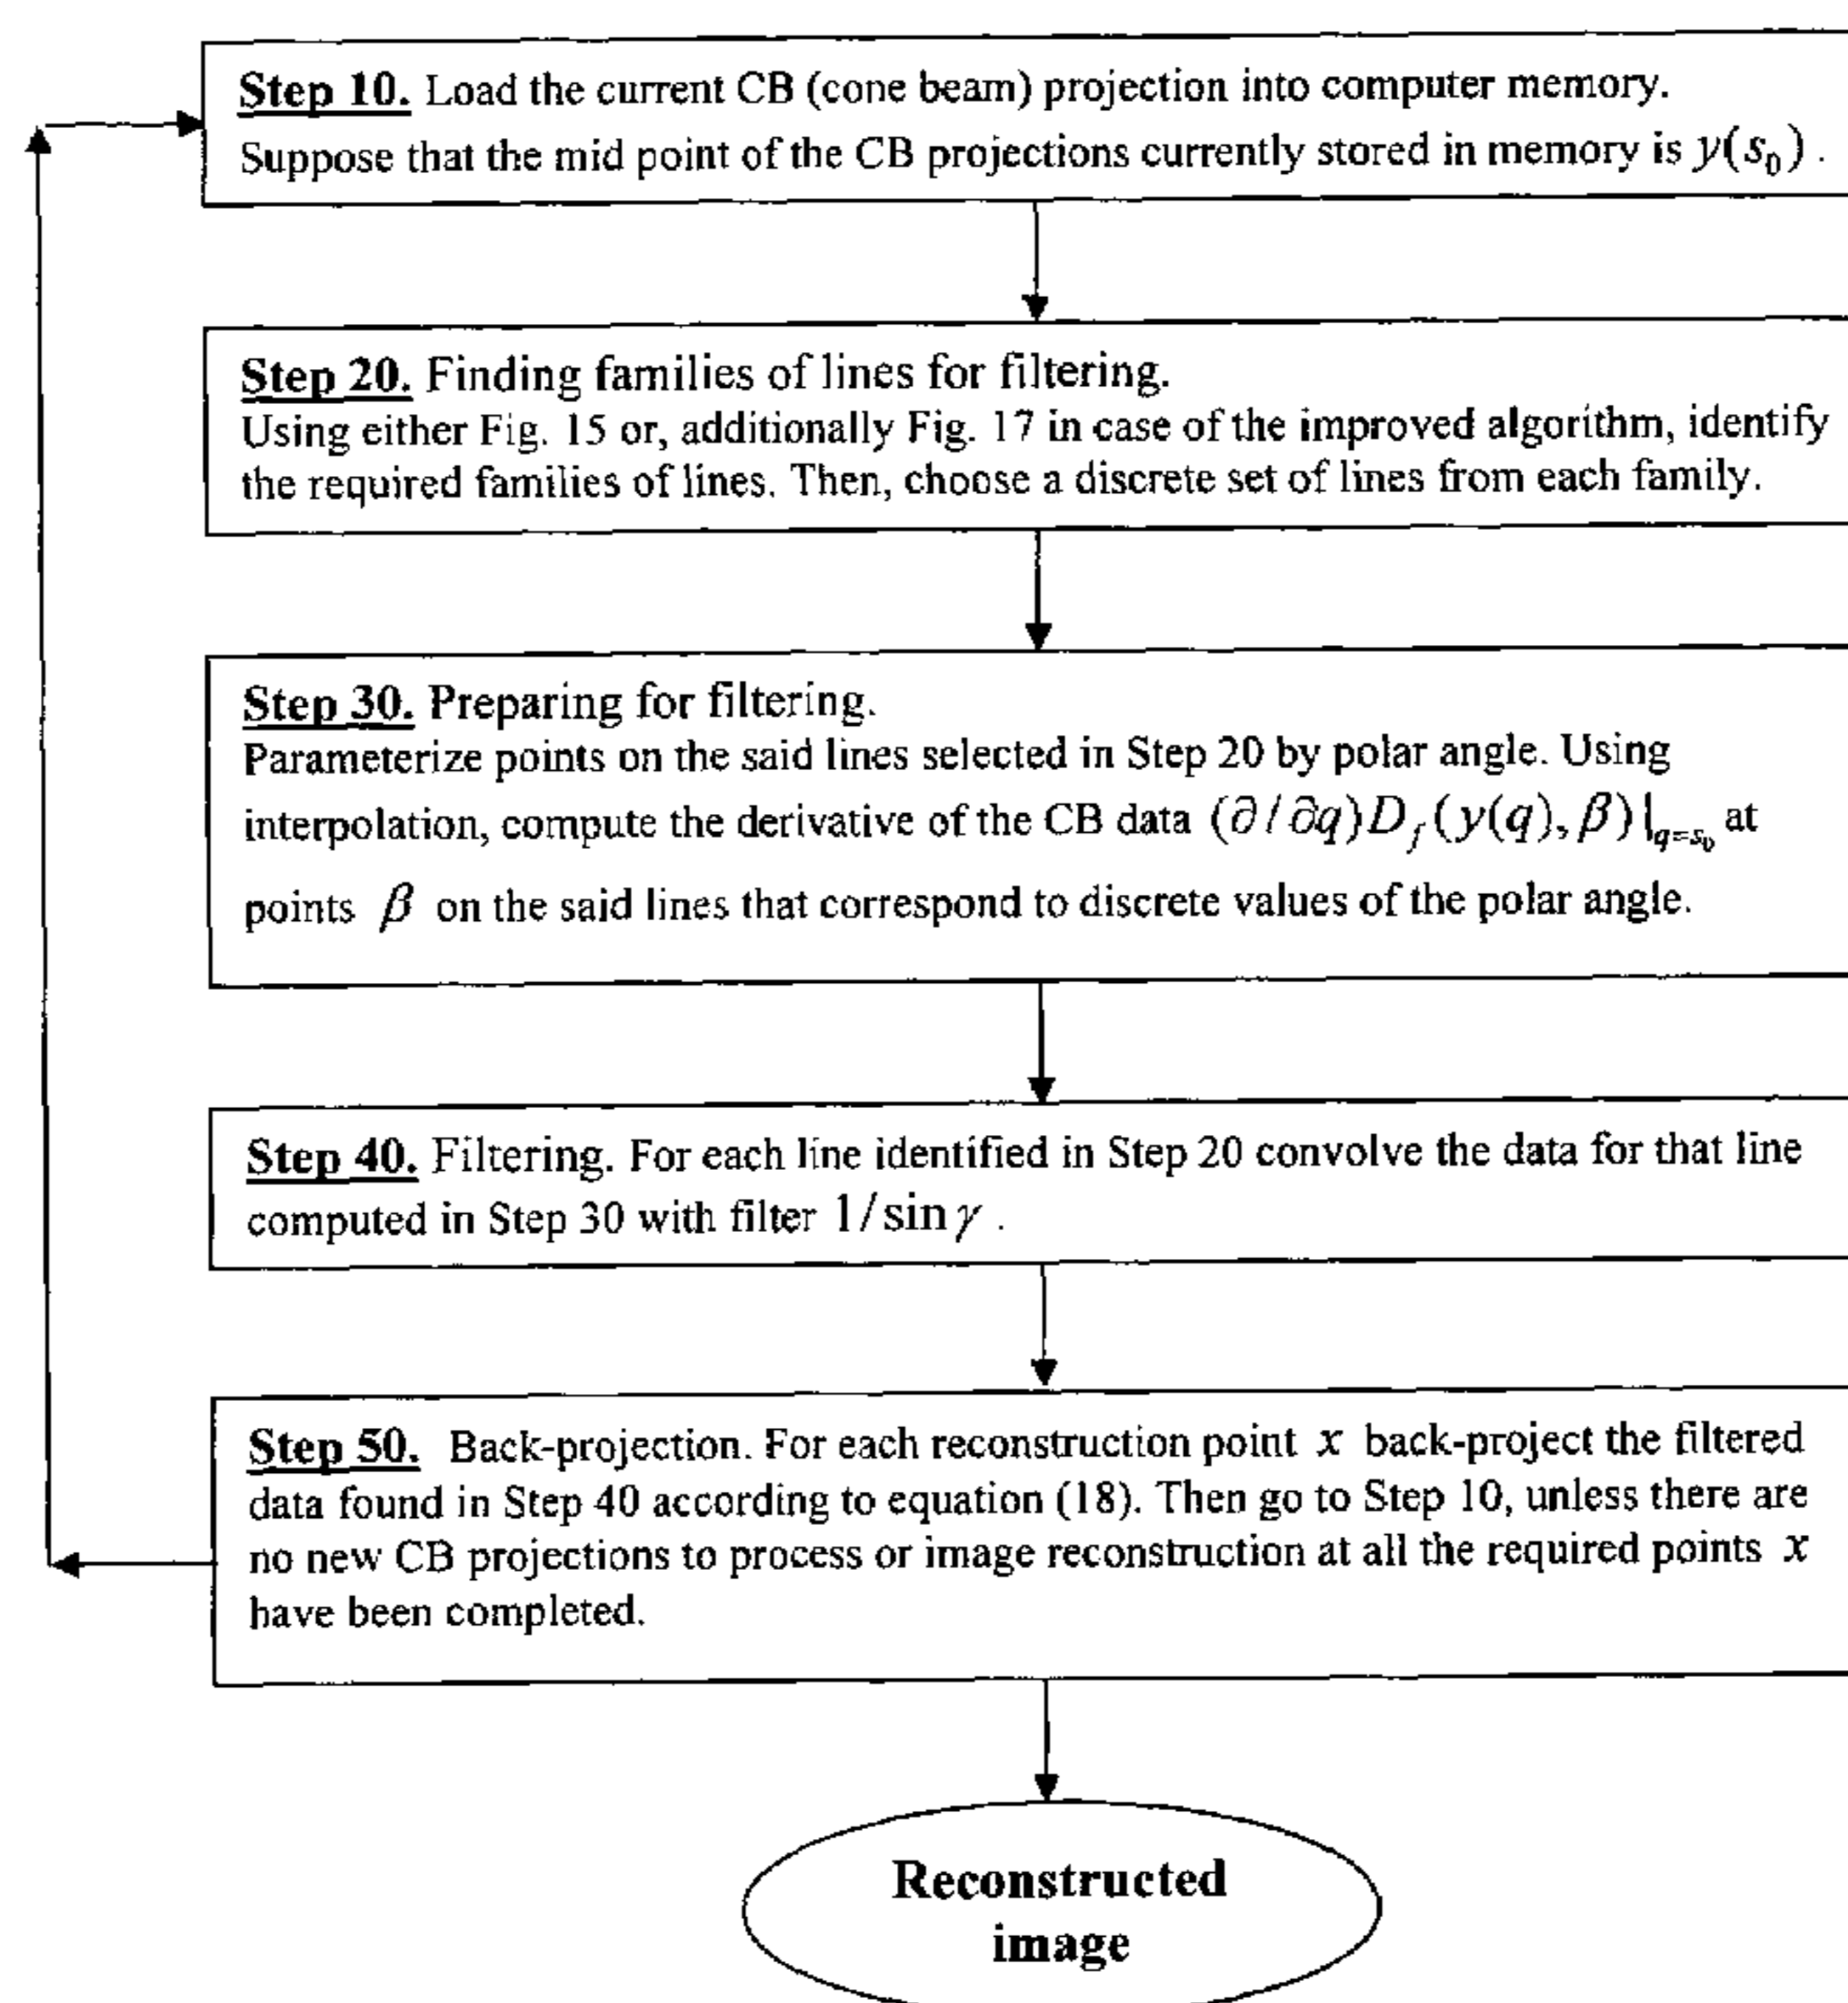 Step 10. Load the current CB (cone beam) projection into computer memory.
Suppose that the mid point of the CB projections currently stored in memory is y(s₀).
Step 20. Finding families of lines for filtering.
Using either Fig. 15 or, additionally Fig. 17 in case of the improved algorithm, identify
the required families of lines. Then, choose a discrete set of lines from each family.
Step 30. Preparing for filtering.
Parameterize points on the said lines selected in Step 20 by polar angle. Using
interpolation, compute the derivative of the CB data (∂/∂q)D_f(y(q),β)|_{q=s₀} at
points β on the said lines that correspond to discrete values of the polar angle.
Step 40. Filtering. For each line identified in Step 20 convolve the data for that line
computed in Step 30 with filter 1/sin γ.
Step 50. Back-projection. For each reconstruction point x back-project the filtered
data found in Step 40 according to equation (18). Then go to Step 10, unless there are
no new CB projections to process or image reconstruction at all the required points x
have been completed.
Reconstructed
image